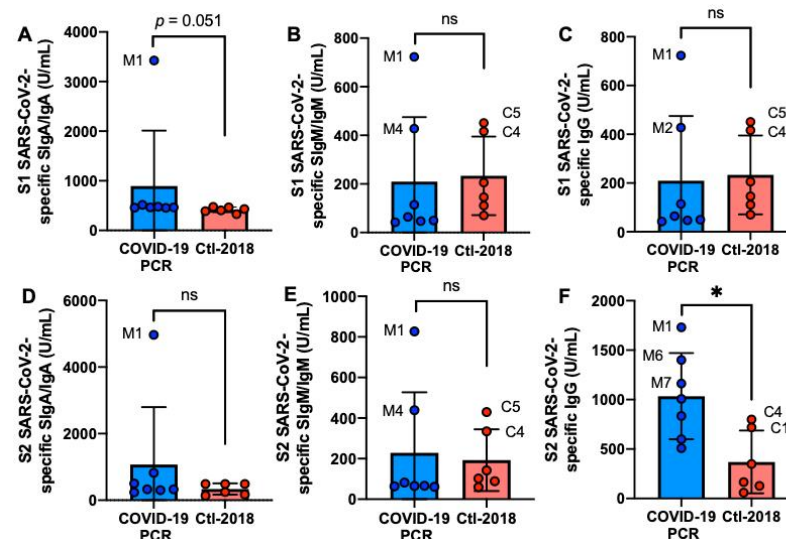 A
p = 0.051
S1 SARS-CoV-2-
specific SIgA/IgA (U/mL)
4000
3000
2000
1000
0
M1
COVID-19
PCR
Ctl-2018
B
ns
S1 SARS-CoV-2-
specific SIgM/IgM (U/mL)
800
600
400
200
0
M1
M4
C5
C4
COVID-19
PCR
Ctl-2018
C
ns
S1 SARS-CoV-2-
specific IgG (U/mL)
800
600
400
200
0
M1
M2
C5
C4
COVID-19
PCR
Ctl-2018
D
ns
S2 SARS-CoV-2-
specific SIgA/IgA (U/mL)
6000
4000
2000
0
M1
COVID-19
PCR
Ctl-2018
E
ns
S2 SARS-CoV-2-
specific SIgM/IgM (U/mL)
1000
800
600
400
200
0
M1
M4
C5
C4
COVID-19
PCR
Ctl-2018
F
*
S2 SARS-CoV-2-
specific IgG (U/mL)
2000
1500
1000
500
0
M1
M6
M7
C4
C1
COVID-19
PCR
Ctl-2018